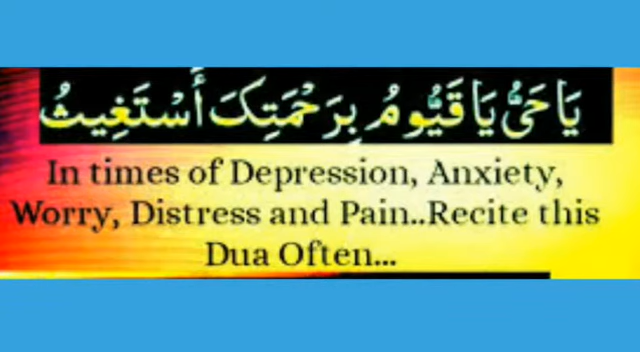 يَا حَيُّ يَا قَيُّومُ بِرَحْمَتِكَ أَسْتَغِيثُ
In times of Depression, Anxiety,
Worry, Distress and Pain..Recite this
Dua Often...